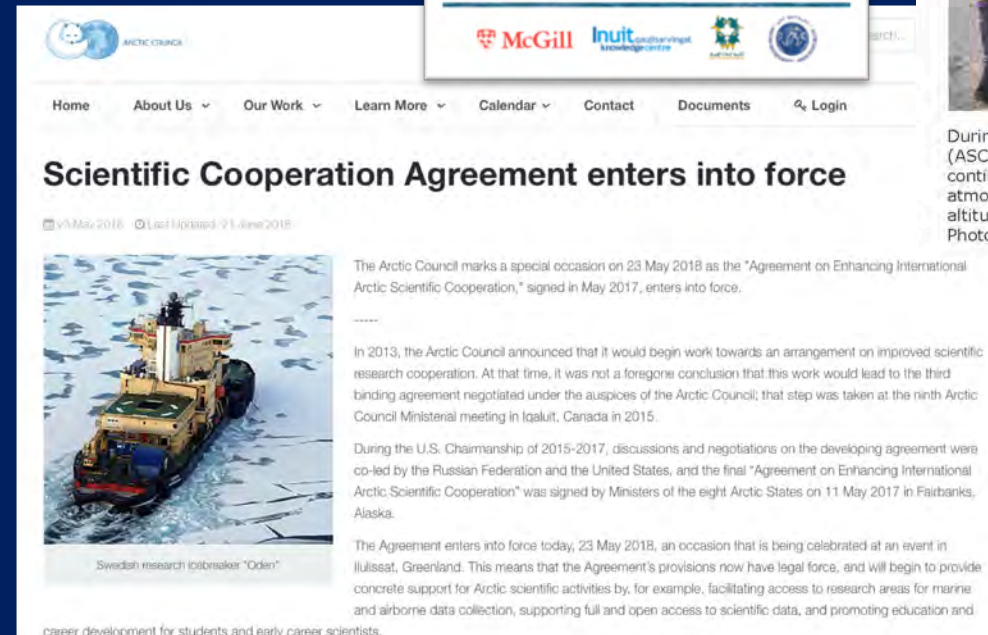 McGill Inuit qaujisarvingat
knowledge centre
ARCTIC COUNCIL
Home About Us Our Work Learn More Calendar Contact Documents Login
Scientific Cooperation Agreement enters into force
May 2018 Last Updated: 21 June 2018
The Arctic Council marks a special occasion on 23 May 2018 as the "Agreement on Enhancing International
Arctic Scientific Cooperation," signed in May 2017, enters into force.
-----
In 2013, the Arctic Council announced that it would begin work towards an arrangement on improved scientific
research cooperation. At that time, it was not a foregone conclusion that this work would lead to the third
binding agreement negotiated under the auspices of the Arctic Council; that step was taken at the ninth Arctic
Council Ministerial meeting in Iqaluit, Canada in 2015.
During the U.S. Chairmanship of 2015-2017, discussions and negotiations on the developing agreement were
co-led by the Russian Federation and the United States, and the final "Agreement on Enhancing International
Arctic Scientific Cooperation" was signed by Ministers of the eight Arctic States on 11 May 2017 in Fairbanks,
Alaska.
The Agreement enters into force today, 23 May 2018, an occasion that is being celebrated at an event in
Ilulissat, Greenland. This means that the Agreement's provisions now have legal force, and will begin to provide
concrete support for Arctic scientific activities by, for example, facilitating access to research areas for marine
and airborne data collection, supporting full and open access to scientific data, and promoting education and
career development for students and early career scientists.
Swedish research icebreaker "Oden"
(ASC
conti
atmo
altitu
Photo